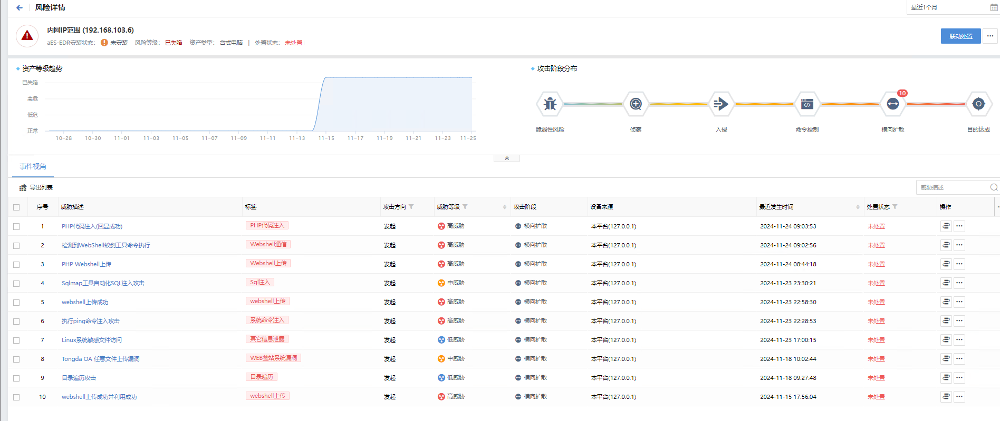 风险详情
最近1个月
内网IP范围 (192.168.103.6)
aES-EDR安装状态: 未安装 风险等级: 已失陷 资产类型: 台式电脑 | 处置状态: 未处置
联动处置
资产等级趋势
已失陷
高危
低危
正常
10-28 10-30 11-01 11-03 11-05 11-07 11-09 11-11 11-13 11-15 11-17 11-19 11-21 11-23 11-25
攻击阶段分布
10
脆弱性风险 侦察 入侵 命令控制 横向扩散 目的达成
事件视角
导出列表
威胁描述
序号 威胁描述 标签 攻击方向 威胁等级 攻击阶段 设备来源 最近发生时间 处置状态 操作
1 PHP代码注入(回显成功) PHP代码注入 发起 高威胁 横向扩散 本平台(127.0.0.1) 2024-11-24 09:03:53 未处置
2 检测到WebShell蚁剑工具命令执行 Webshell通信 发起 高威胁 横向扩散 本平台(127.0.0.1) 2024-11-24 09:02:56 未处置
3 PHP Webshell上传 Webshell上传 发起 高威胁 横向扩散 本平台(127.0.0.1) 2024-11-24 08:44:18 未处置
4 Sqlmap工具自动化SQL注入攻击 Sql注入 发起 中威胁 横向扩散 本平台(127.0.0.1) 2024-11-23 23:30:21 未处置
5 webshell上传成功 webshell上传 发起 高威胁 横向扩散 本平台(127.0.0.1) 2024-11-23 22:58:30 未处置
6 执行ping命令注入攻击 系统命令注入 发起 高威胁 横向扩散 本平台(127.0.0.1) 2024-11-23 22:28:53 未处置
7 Linux系统敏感文件访问 其它信息泄露 发起 低威胁 横向扩散 本平台(127.0.0.1) 2024-11-23 17:00:15 未处置
8 Tongda OA 任意文件上传漏洞 WEB整站系统漏洞 发起 中威胁 横向扩散 本平台(127.0.0.1) 2024-11-18 10:02:44 未处置
9 目录遍历攻击 目录遍历 发起 低威胁 横向扩散 本平台(127.0.0.1) 2024-11-18 09:27:48 未处置
10 webshell上传成功并利用成功 webshell上传 发起 高威胁 横向扩散 本平台(127.0.0.1) 2024-11-15 17:56:04 未处置